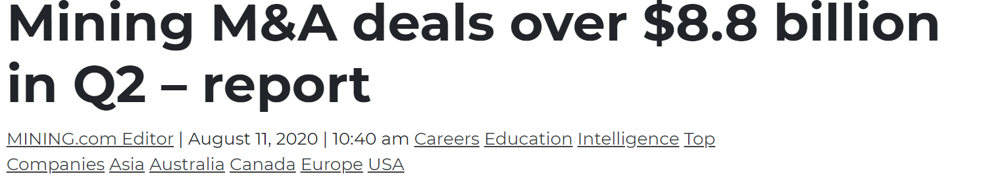 Mining M&A deals over $8.8 billion
in Q2 – report
MINING.com Editor | August 11, 2020 | 10:40 am Careers Education Intelligence Top
Companies Asia Australia Canada Europe USA